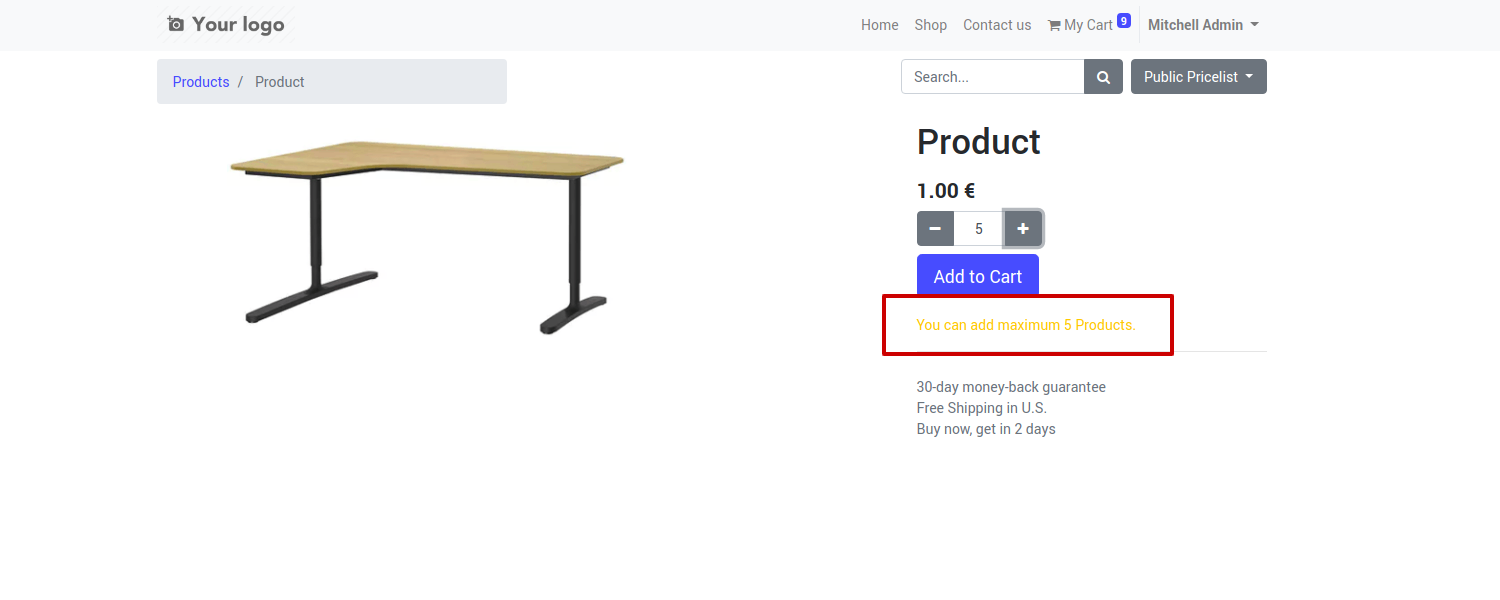 Your logo
Home Shop Contact us My Cart 9 Mitchell Admin
Products / Product
Search...
Public Pricelist
Product
1.00 €
5
Add to Cart
You can add maximum 5 Products.
30-day money-back guarantee
Free Shipping in U.S.
Buy now, get in 2 days